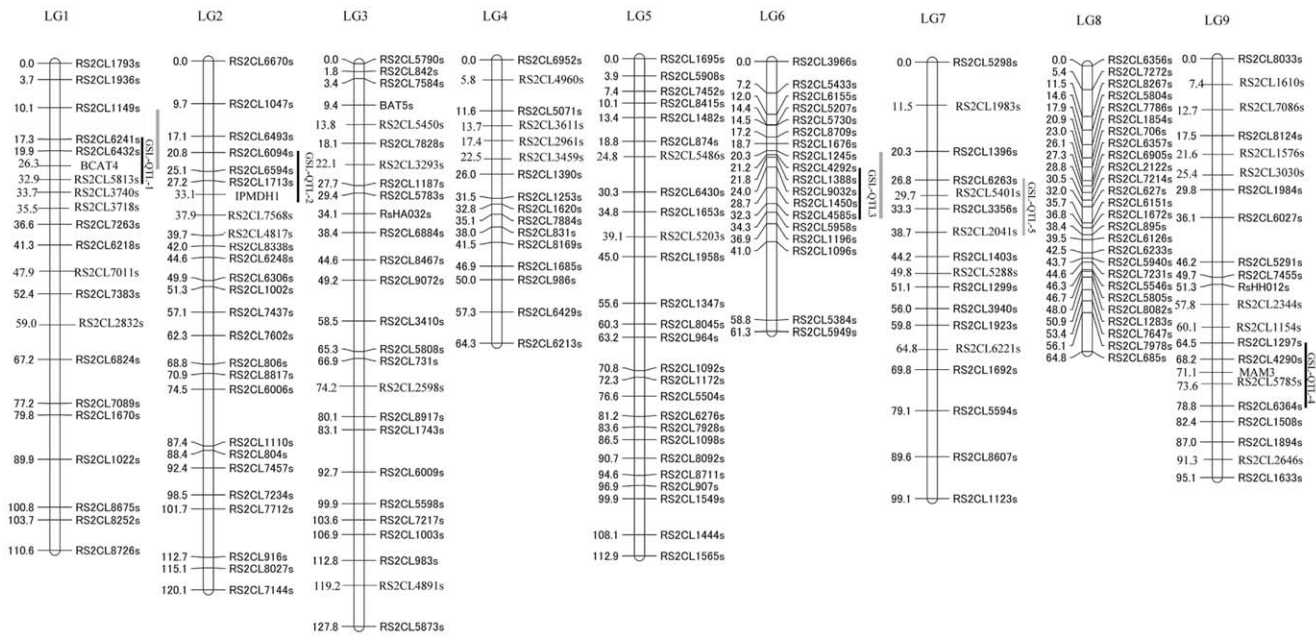 LG1
0.0 RS2CL1793s
3.7 RS2CL1936s
10.1 RS2CL1149s
17.3 RS2CL6241s
19.9 RS2CL6432s
26.3 BCAT4
32.9 RS2CL5813s
33.7 RS2CL3740s
35.5 RS2CL3718s
36.6 RS2CL7263s
41.3 RS2CL6218s
47.9 RS2CL7011s
52.4 RS2CL7383s
59.0 RS2CL2832s
67.2 RS2CL6824s
77.2 RS2CL7089s
79.8 RS2CL1670s
89.9 RS2CL1022s
100.8 RS2CL8675s
103.7 RS2CL8252s
110.6 RS2CL8726s
GSL-QTL-1
LG2
0.0 RS2CL6670s
9.7 RS2CL1047s
17.1 RS2CL6493s
20.8 RS2CL6094s
25.1 RS2CL6594s
27.2 RS2CL1713s
33.1 IPMDH1
37.9 RS2CL7568s
39.7 RS2CL4817s
42.0 RS2CL8338s
44.6 RS2CL6248s
49.9 RS2CL6306s
51.3 RS2CL1002s
57.1 RS2CL7437s
62.3 RS2CL7602s
68.8 RS2CL806s
70.9 RS2CL8817s
74.5 RS2CL6006s
87.4 RS2CL1110s
88.4 RS2CL804s
92.4 RS2CL7457s
98.5 RS2CL7234s
101.7 RS2CL7712s
112.7 RS2CL916s
115.1 RS2CL8027s
120.1 RS2CL7144s
GSL-QTL-2
LG3
0.0 RS2CL5790s
1.8 RS2CL842s
3.4 RS2CL7584s
9.4 BAT5s
13.8 RS2CL5450s
18.1 RS2CL7828s
22.1 RS2CL3293s
27.7 RS2CL1187s
29.4 RS2CL5783s
34.1 RsHA032s
38.4 RS2CL6884s
44.6 RS2CL8467s
49.2 RS2CL9072s
58.5 RS2CL3410s
65.3 RS2CL5808s
66.9 RS2CL731s
74.2 RS2CL2598s
80.1 RS2CL8917s
83.1 RS2CL1743s
92.7 RS2CL6009s
99.9 RS2CL5598s
103.6 RS2CL7217s
106.9 RS2CL1003s
112.8 RS2CL983s
119.2 RS2CL4891s
127.8 RS2CL5873s
LG4
0.0 RS2CL6952s
5.8 RS2CL4960s
11.6 RS2CL5071s
13.7 RS2CL3611s
17.4 RS2CL2961s
22.5 RS2CL3459s
26.0 RS2CL1390s
31.5 RS2CL1253s
32.8 RS2CL1620s
35.1 RS2CL7884s
38.0 RS2CL831s
41.5 RS2CL8169s
46.9 RS2CL1685s
50.0 RS2CL986s
57.3 RS2CL6429s
64.3 RS2CL6213s
LG5
0.0 RS2CL1695s
3.9 RS2CL5908s
7.4 RS2CL7452s
10.1 RS2CL8415s
13.4 RS2CL1482s
18.8 RS2CL874s
24.8 RS2CL5486s
30.3 RS2CL6430s
34.8 RS2CL1653s
39.1 RS2CL5203s
45.0 RS2CL1958s
55.6 RS2CL1347s
60.3 RS2CL8045s
63.2 RS2CL964s
70.8 RS2CL1092s
72.3 RS2CL1172s
76.6 RS2CL5504s
81.2 RS2CL6276s
83.6 RS2CL7928s
86.5 RS2CL1098s
90.7 RS2CL8092s
94.6 RS2CL8711s
96.9 RS2CL907s
99.9 RS2CL1549s
108.1 RS2CL1444s
112.9 RS2CL1565s
LG6
0.0 RS2CL3966s
7.2 RS2CL5433s
12.0 RS2CL6155s
14.4 RS2CL5207s
14.5 RS2CL5730s
17.2 RS2CL8709s
18.7 RS2CL1676s
20.3 RS2CL1245s
21.2 RS2CL4292s
21.8 RS2CL1388s
24.0 RS2CL9032s
28.7 RS2CL1450s
32.3 RS2CL4585s
34.3 RS2CL5958s
36.9 RS2CL1196s
41.0 RS2CL1096s
58.8 RS2CL5384s
61.3 RS2CL5949s
GSL-QTL3
LG7
0.0 RS2CL5298s
11.5 RS2CL1983s
20.3 RS2CL1396s
26.8 RS2CL6263s
29.7 RS2CL5401s
33.3 RS2CL3356s
38.7 RS2CL2041s
44.2 RS2CL1403s
49.8 RS2CL5288s
51.1 RS2CL1299s
56.0 RS2CL3940s
59.8 RS2CL1923s
64.8 RS2CL6221s
69.8 RS2CL1692s
79.1 RS2CL5594s
89.6 RS2CL8607s
99.1 RS2CL1123s
GSL-QTL-5
LG8
0.0 RS2CL6356s
5.4 RS2CL7272s
11.5 RS2CL8267s
14.6 RS2CL5804s
17.9 RS2CL7786s
20.9 RS2CL1854s
23.0 RS2CL706s
26.1 RS2CL6357s
27.3 RS2CL6905s
28.8 RS2CL2122s
30.5 RS2CL7214s
32.0 RS2CL627s
35.7 RS2CL6151s
36.8 RS2CL1672s
38.4 RS2CL895s
39.5 RS2CL6126s
42.5 RS2CL6233s
43.7 RS2CL5940s
44.6 RS2CL7231s
46.3 RS2CL5546s
46.7 RS2CL5805s
48.0 RS2CL8082s
50.9 RS2CL1283s
53.4 RS2CL7647s
56.1 RS2CL7978s
64.8 RS2CL685s
LG9
0.0 RS2CL8033s
7.4 RS2CL1610s
12.7 RS2CL7086s
17.5 RS2CL8124s
21.6 RS2CL1576s
25.4 RS2CL3030s
29.8 RS2CL1984s
36.1 RS2CL6027s
46.2 RS2CL5291s
49.7 RS2CL7455s
51.3 RsHH012s
57.8 RS2CL2344s
60.1 RS2CL1154s
64.5 RS2CL1297s
68.2 RS2CL4290s
71.1 MAM3
73.6 RS2CL5785s
78.8 RS2CL6364s
82.4 RS2CL1508s
87.0 RS2CL1894s
91.3 RS2CL2646s
95.1 RS2CL1633s
GSL-QTL-4